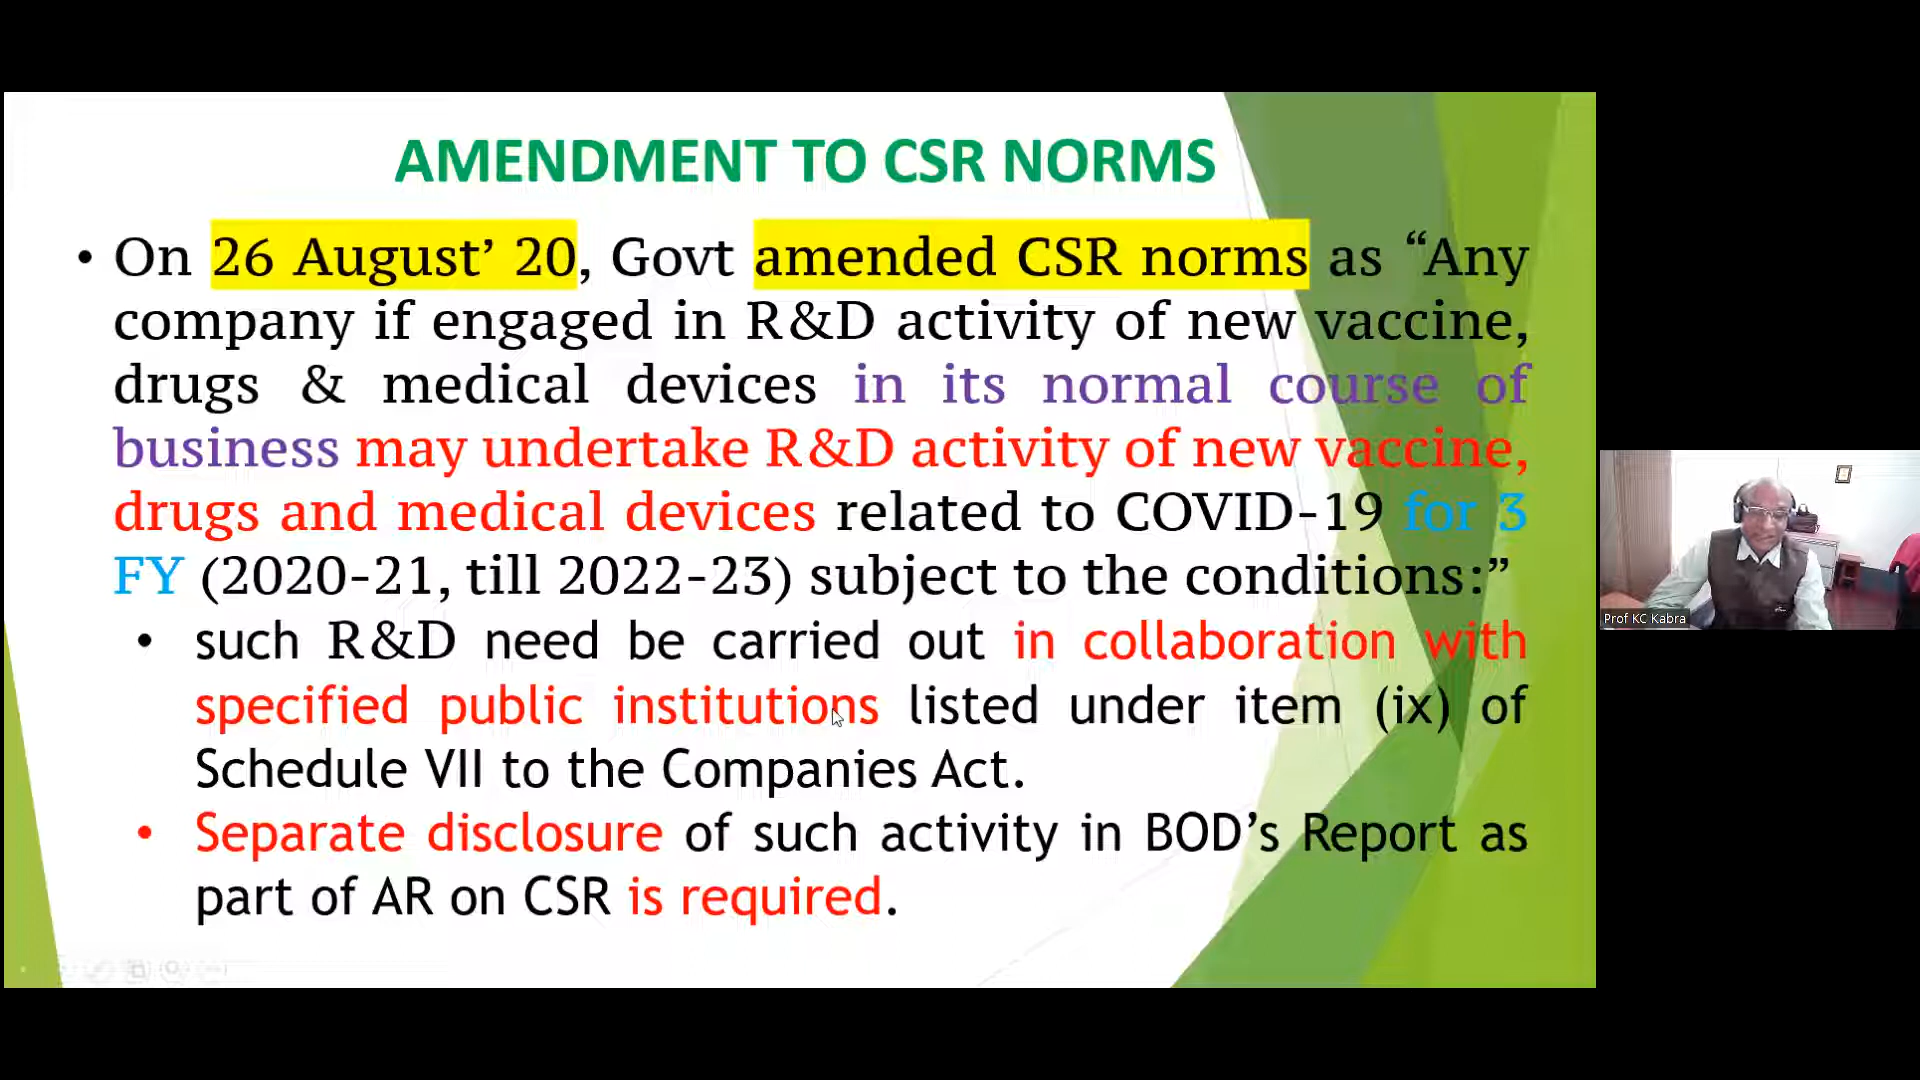 AMENDMENT TO CSR NORMS
• On 26 August’ 20, Govt amended CSR norms as “Any
company if engaged in R&D activity of new vaccine,
drugs & medical devices in its normal course of
business may undertake R&D activity of new vaccine,
drugs and medical devices related to COVID-19 for 3
FY (2020-21, till 2022-23) subject to the conditions:”
• such R&D need be carried out in collaboration with
specified public institutions listed under item (ix) of
Schedule VII to the Companies Act.
• Separate disclosure of such activity in BOD’s Report as
part of AR on CSR is required.
Prof KC Kabra